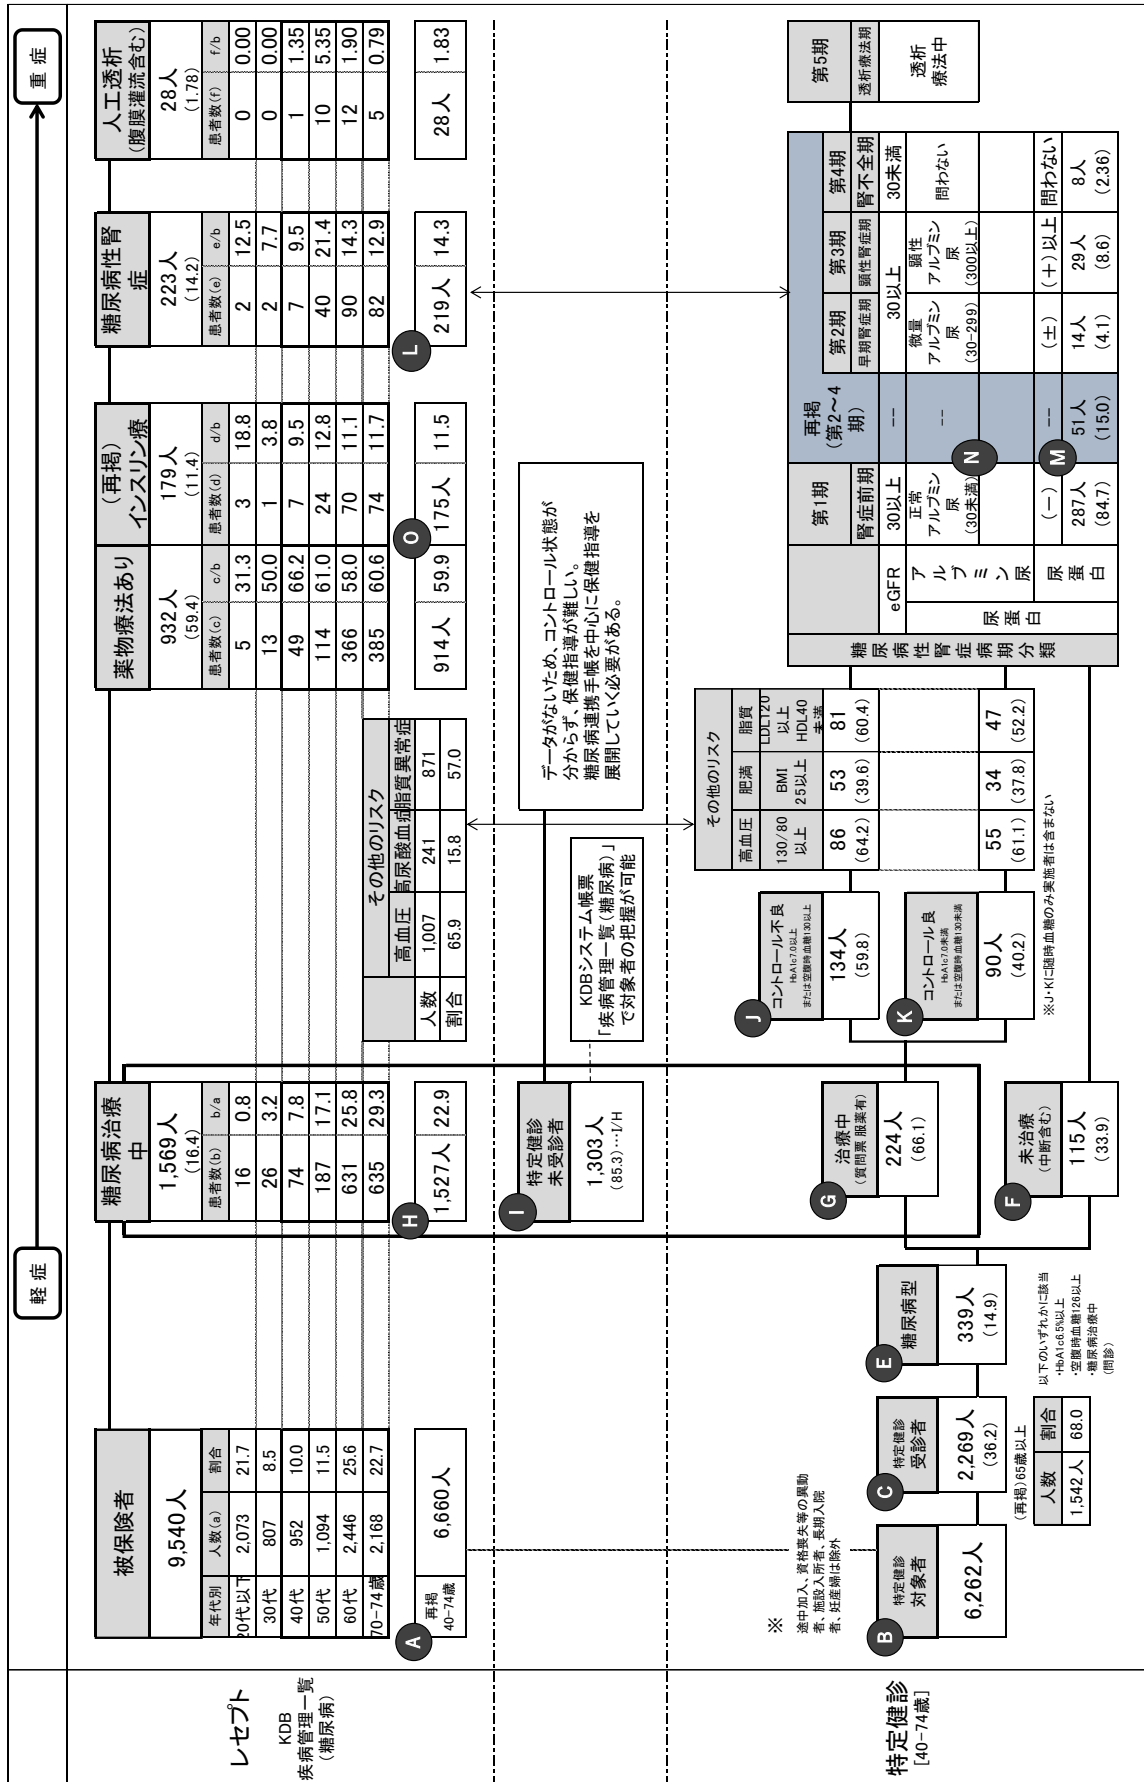 軽症
重症
レセプト
KDB
疾病管理一覧
(糖尿病)
被保険者
9,540人
年代別 人数(a) 割合
20代以下 2,073 21.7
30代 807 8.5
40代 952 10.0
50代 1,094 11.5
60代 2,446 25.6
70-74歳 2,168 22.7
A
再掲
40-74歳
6,660人
糖尿病治療
中
1,569人
(16.4)
患者数(b) b/a
16 0.8
26 3.2
74 7.8
187 17.1
631 25.8
635 29.3
H
1,527人 22.9
その他のリスク
高血圧 高尿酸血症 脂質異常症
人数 1,007 241 871
割合 65.9 15.8 57.0
薬物療法あり
932人
(59.4)
患者数(c) c/b
5 31.3
13 50.0
49 66.2
114 61.0
366 58.0
385 60.6
914人 59.9
(再掲)
インスリン療
179人
(11.4)
患者数(d) d/b
3 18.8
1 3.8
7 9.5
24 12.8
70 11.1
74 11.7
O
175人 11.5
糖尿病性腎
症
223人
(14.2)
患者数(e) e/b
2 12.5
2 7.7
7 9.5
40 21.4
90 14.3
82 12.9
L
219人 14.3
人工透析
(腹膜灌流含む)
28人
(1.78)
患者数(f) f/b
0 0.00
0 0.00
1 1.35
10 5.35
12 1.90
5 0.79
28人 1.83
I
特定健診
未受診者
1,303人
(85.3)…I/H
KDBシステム帳票
「疾病管理一覧(糖尿病)」
で対象者の把握が可能
データがないため、コントロール状態が
分からず、保健指導が難しい。
糖尿病連携手帳を中心に保健指導を
展開していく必要がある。
特定健診
[40-74歳]
※
途中加入、資格喪失等の異動
者、施設入所者、長期入院
者、妊産婦は除外
B
特定健診
対象者
6,262人
C
特定健診
受診者
2,269人
(36.2)
(再掲)65歳以上
人数 割合
1,542人 68.0
E
糖尿病型
339人
(14.9)
以下のいずれかに該当
・HbA1c6.5%以上
・空腹時血糖126以上
・糖尿病治療中
(問診)
G
治療中
(質問票 服薬有)
224人
(66.1)
F
未治療
(中断含む)
115人
(33.9)
J
コントロール不良
HbA1c7.0以上
または空腹時血糖130以上
134人
(59.8)
K
コントロール良
HbA1c7.0未満
または空腹時血糖130未満
90人
(40.2)
※J・Kに随時血糖のみ実施者は含まない
その他のリスク
高血圧 肥満 脂質
130/80
以上
BMI
25以上
LDL120
以上
HDL40
未満
86 53 81
(64.2) (39.6) (60.4)
55 34 47
(61.1) (37.8) (52.2)
糖尿病性腎症病期分類
eGFR
尿蛋白
アルブミン尿
尿蛋白
第1期
腎症前期
30以上
正常
アルブミン
尿
(30未満)
(－)
287人
(84.7)
再掲
(第2～4
期)
--
--
N
--
M
51人
(15.0)
第2期 第3期 第4期
早期腎症期 顕性腎症期 腎不全期
30以上 30未満
微量
アルブミン
尿
(30-299)
顕性
アルブミン
尿
(300以上)
問わない
(±) (＋)以上 問わない
14人 29人 8人
(4.1) (8.6) (2.36)
第5期
透析療法期
透析
療法中